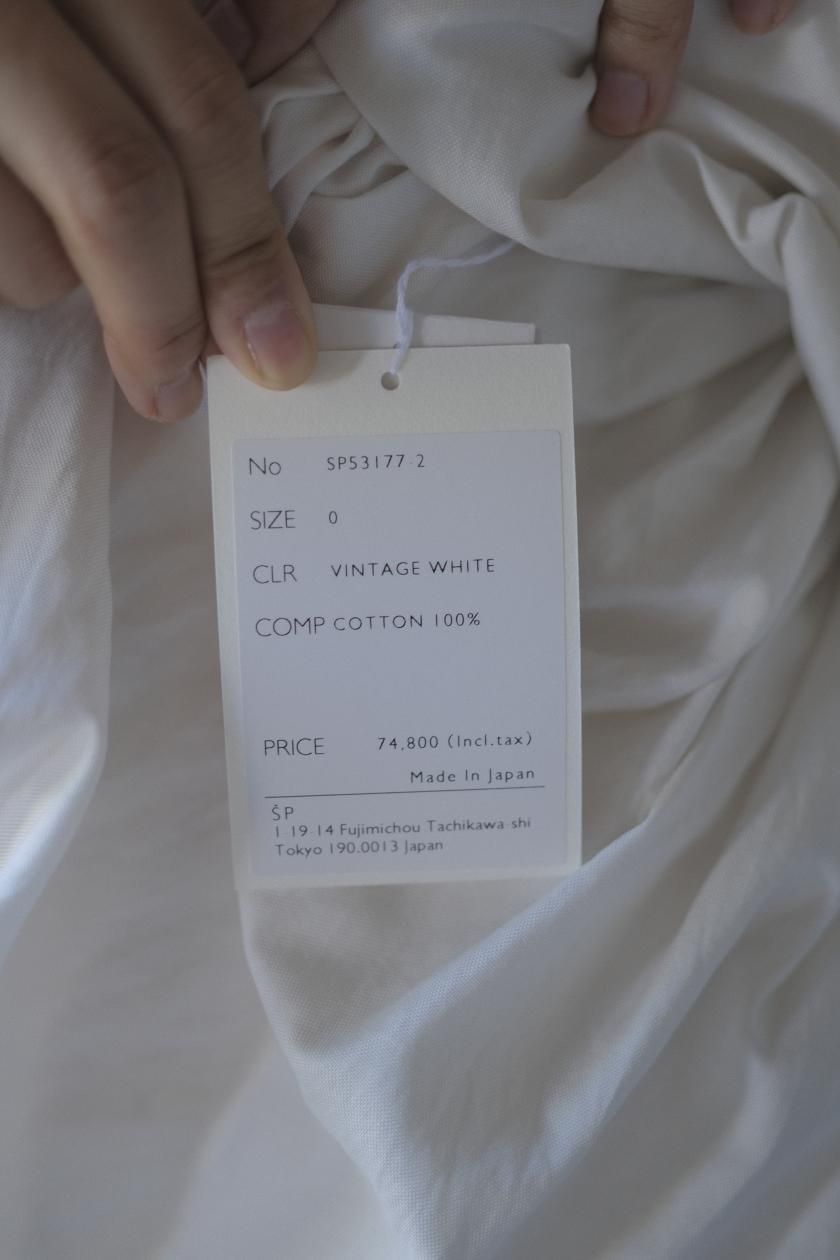 No SP53177-2
SIZE 0
CLR VINTAGE WHITE
COMP COTTON 100%
PRICE 74,800 (Incl.tax)
Made In Japan
ŠP
1-19-14 Fujimichou Tachikawa-shi
Tokyo 190.0013 Japan